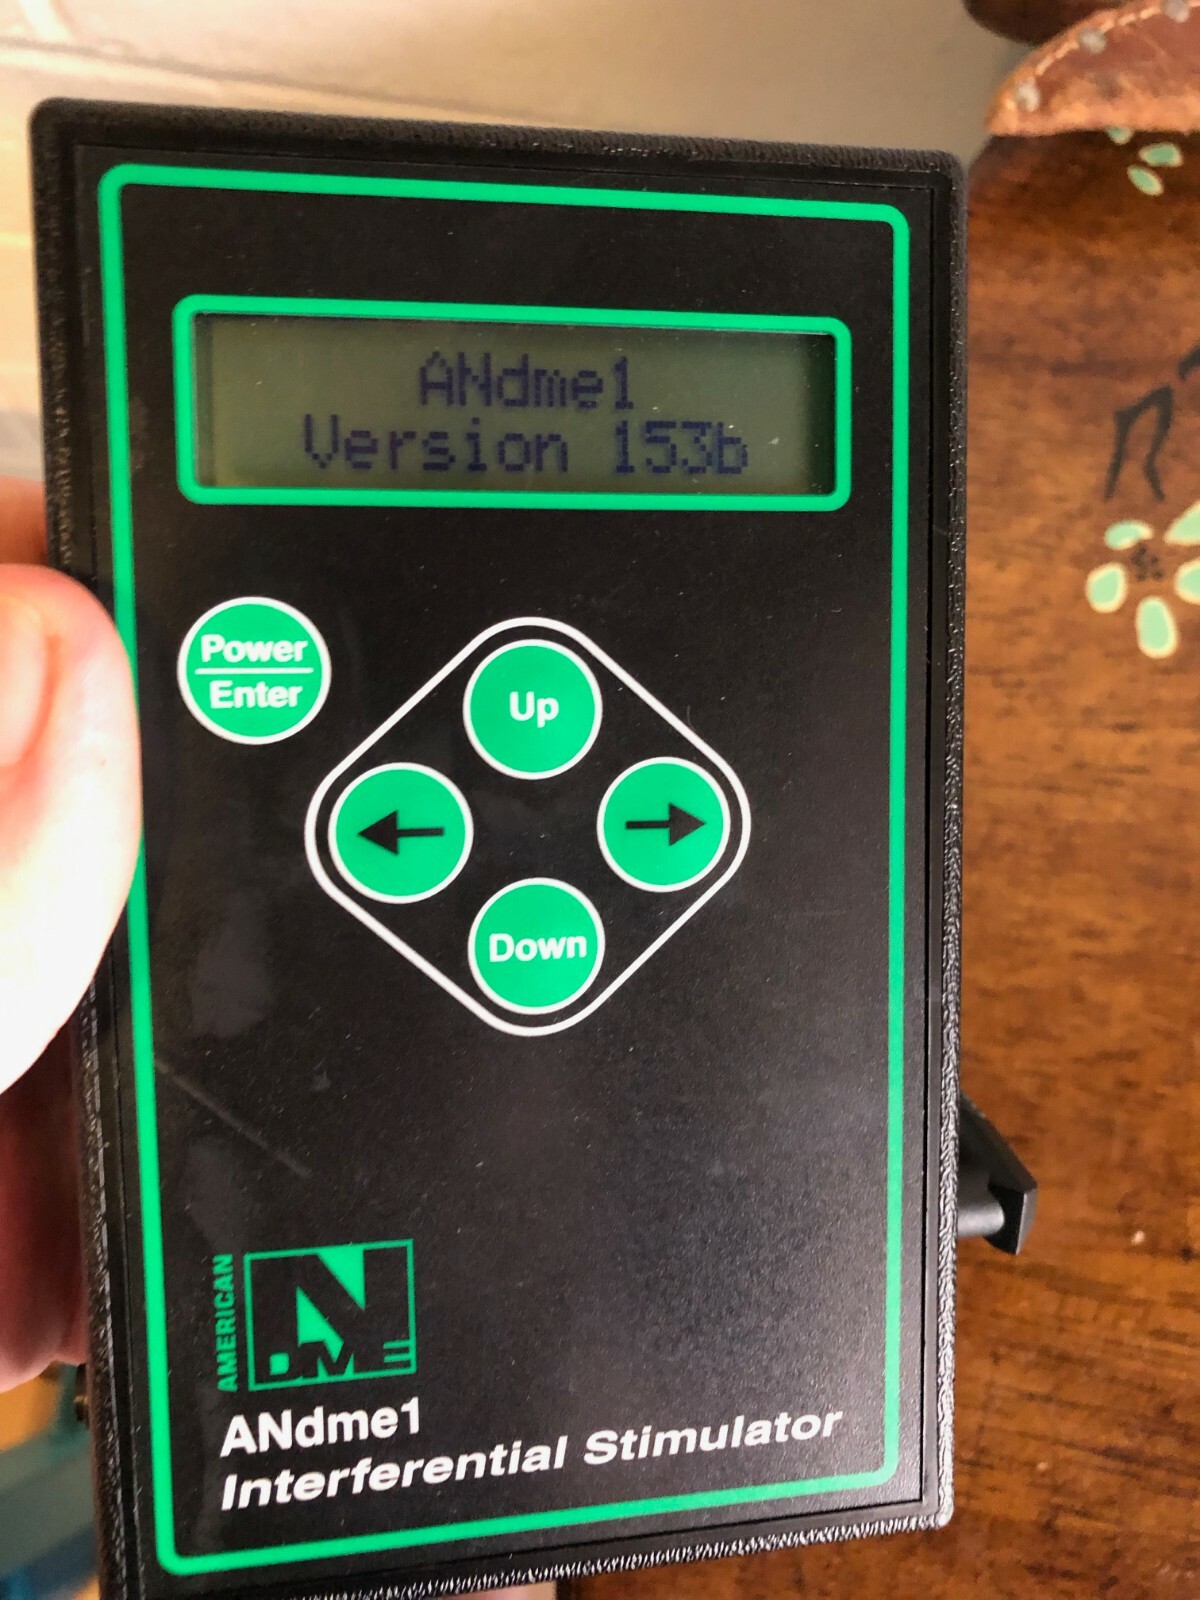 ANdme1
Version 153b
Power
Enter
Up
Down
AMERICAN
N
DME
ANdme1
Interferential Stimulator